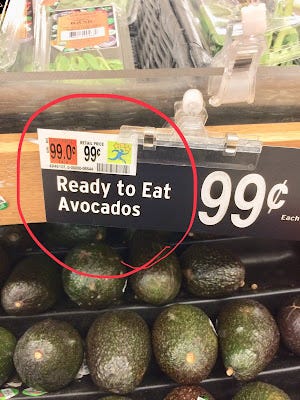 RETAIL PRICE
99.0¢ 99¢
Ready to Eat
Avocados
99¢
Each